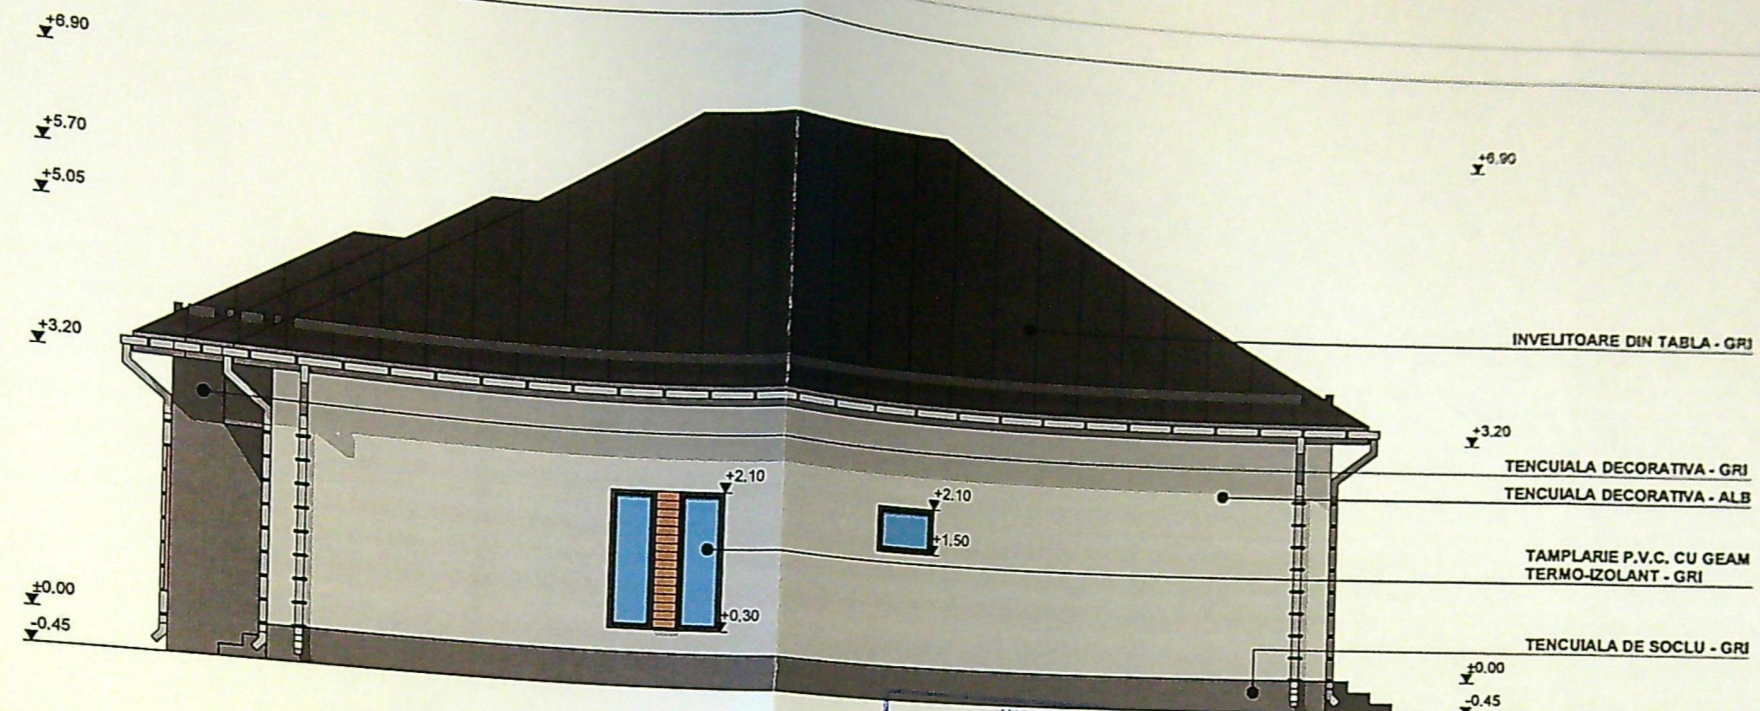 +6.90
+5.70
+5.05
+6.90
+3.20
INVELITOARE DIN TABLA - GRI
+3.20
TENCUIALA DECORATIVA - GRI
+2.10
+2.10
TENCUIALA DECORATIVA - ALB
+1.50
TAMPLARIE P.V.C. CU GEAM
TERMO-IZOLANT - GRI
±0.00
+0.30
-0.45
TENCUIALA DE SOCLU - GRI
±0.00
-0.45